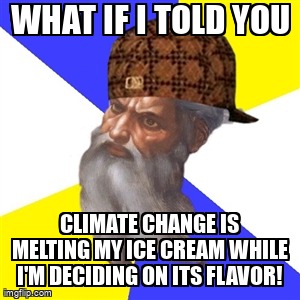 WHAT IF I TOLD YOU
CLIMATE CHANGE IS
MELTING MY ICE CREAM WHILE
I'M DECIDING ON ITS FLAVOR!
imgflip.com